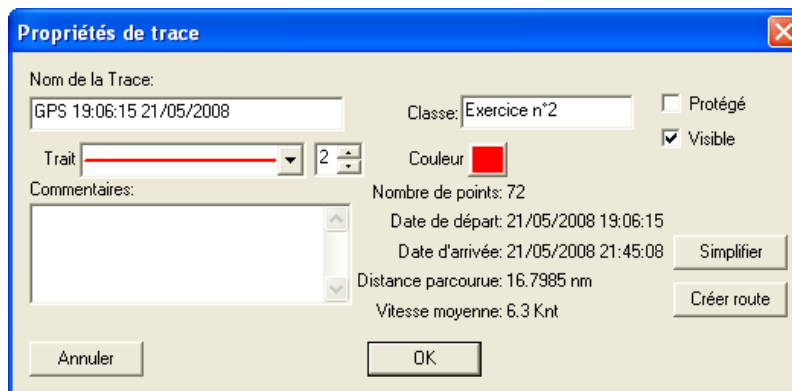 Propriétés de trace
Nom de la Trace:
GPS 19:06:15 21/05/2008
Classe: Exercice n°2
Protégé
Visible
Trait
2
Couleur
Commentaires:
Nombre de points: 72
Date de départ: 21/05/2008 19:06:15
Date d'arrivée: 21/05/2008 21:45:08
Distance parcourue: 16.7985 nm
Vitesse moyenne: 6.3 Knt
Simplifier
Créer route
Annuler
OK